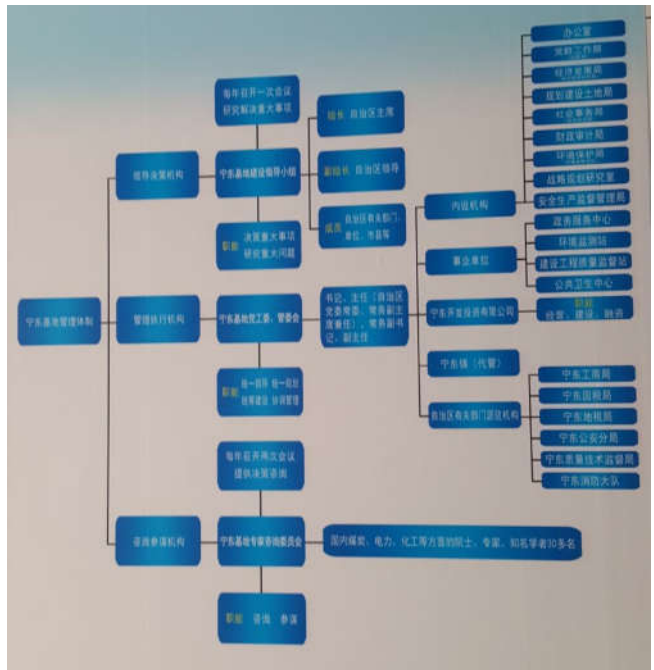 宁东基地管理体制
领导决策机构
每年召开一次会议
研究解决重大事项
宁东基地建设领导小组
职能 决策重大事项
研究重大问题
组长 自治区主席
副组长 自治区领导
成员 自治区有关部门、
单位、市县等
管理执行机构
宁东基地党工委、管委会
职能 统一领导 统一规划
统筹建设 协调管理
书记、主任（自治区
党委常委、常务副主
席兼任），常务副书
记、副主任
内设机构
办公室
党群工作部
经济发展局
规划建设土地局
社会事务局
财政审计局
环境保护局
战略规划研究室
安全生产监督管理局
事业单位
政务服务中心
环境监测站
建设工程质量监督站
公共卫生中心
宁东开发投资有限公司
职能
经营、建设、融资
宁东镇（代管）
自治区有关部门派驻机构
宁东工商局
宁东国税局
宁东地税局
宁东公安分局
宁东质量技术监督局
宁东消防大队
咨询参谋机构
每年召开两次会议
提供决策咨询
宁东基地专家咨询委员会
职能 咨询 参谋
国内煤炭、电力、化工等方面的院士、专家、知名学者30多名